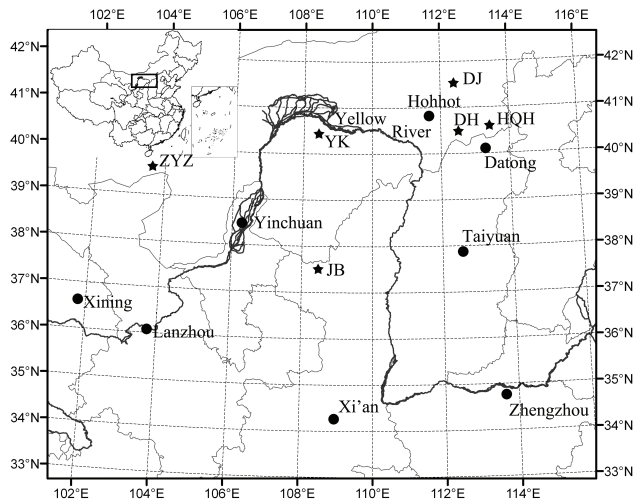 102°E 104°E 106°E 108°E 110°E 112°E 114°E 116°E
42°N
42°N
DJ
41°N
Hohhot
41°N
Yellow
DH
HQH
River
40°N
YK
40°N
Datong
ZYZ
39°N
39°N
Yinchuan
38°N
Taiyuan
38°N
JB
37°N
37°N
Xining
36°N
Lanzhou
36°N
35°N
35°N
Xi’an
Zhengzhou
34°N
34°N
33°N
33°N
102°E 104°E 106°E 108°E 110°E 112°E 114°E